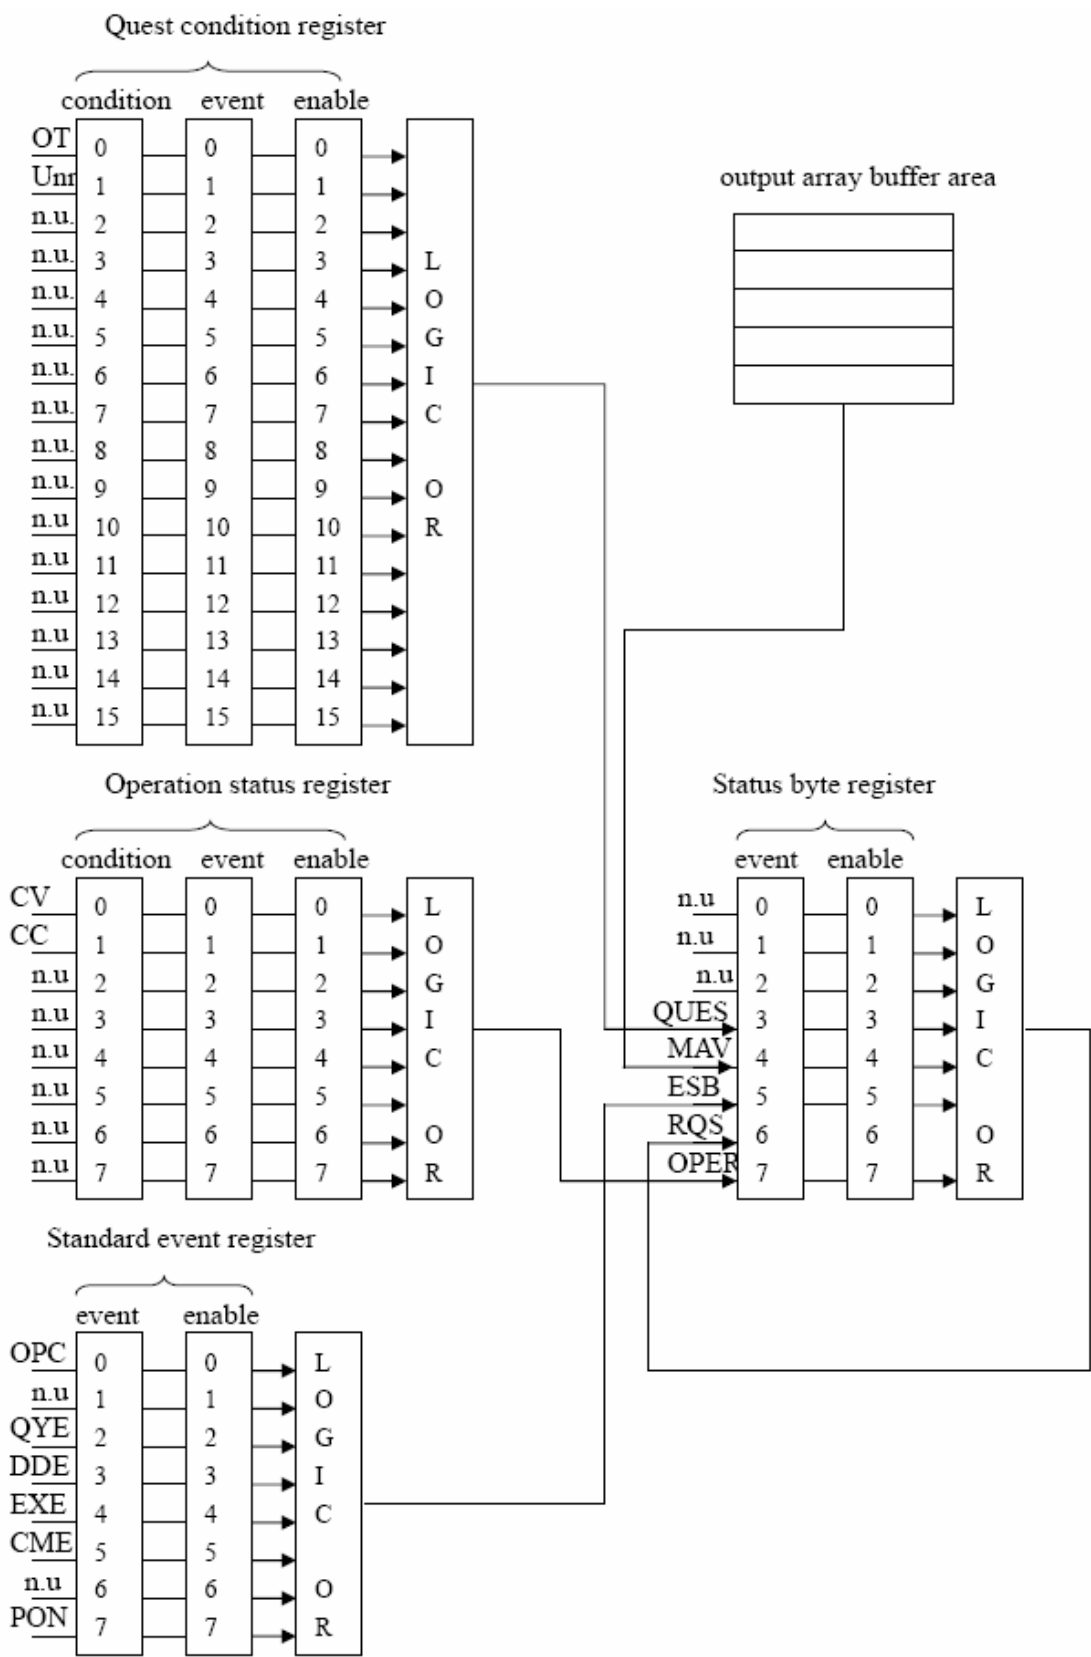 Quest condition register
condition event enable
OT 0 0 0
Unr 1 1 1
n.u. 2 2 2
n.u. 3 3 3 L
n.u. 4 4 4 O
n.u. 5 5 5 G
n.u. 6 6 6 I
n.u. 7 7 7 C
n.u. 8 8 8
n.u. 9 9 9 O
n.u 10 10 10 R
n.u 11 11 11
n.u 12 12 12
n.u 13 13 13
n.u 14 14 14
n.u 15 15 15
output array buffer area
Operation status register
condition event enable
CV 0 0 0 L
CC 1 1 1 O
n.u 2 2 2 G
n.u 3 3 3 I
n.u 4 4 4 C
n.u 5 5 5
n.u 6 6 6 O
n.u 7 7 7 R
Status byte register
event enable
n.u 0 0 L
n.u 1 1 O
n.u 2 2 G
QUES 3 3 I
MAV 4 4 C
ESB 5 5
RQS 6 6 O
OPER 7 7 R
Standard event register
event enable
OPC 0 0 L
n.u 1 1 O
QYE 2 2 G
DDE 3 3 I
EXE 4 4 C
CME 5 5
n.u 6 6 O
PON 7 7 R